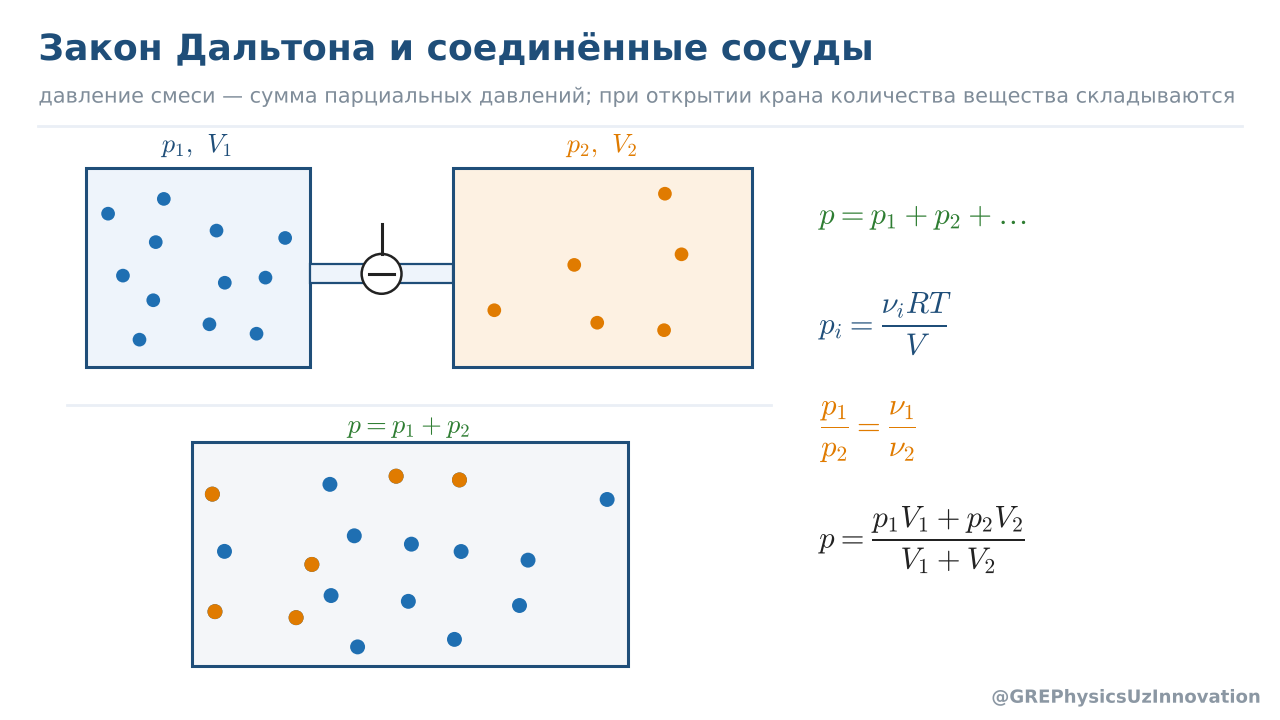 Закон Дальтона и соединённые сосуды
давление смеси — сумма парциальных давлений; при открытии крана количества вещества складываются
p₁, V₁
p₂, V₂
p = p₁ + p₂ + …
pᵢ = νᵢRT / V
p₁ / p₂ = ν₁ / ν₂
p = p₁ + p₂
p = (p₁V₁ + p₂V₂) / (V₁ + V₂)
@GREPhysicsUzInnovation